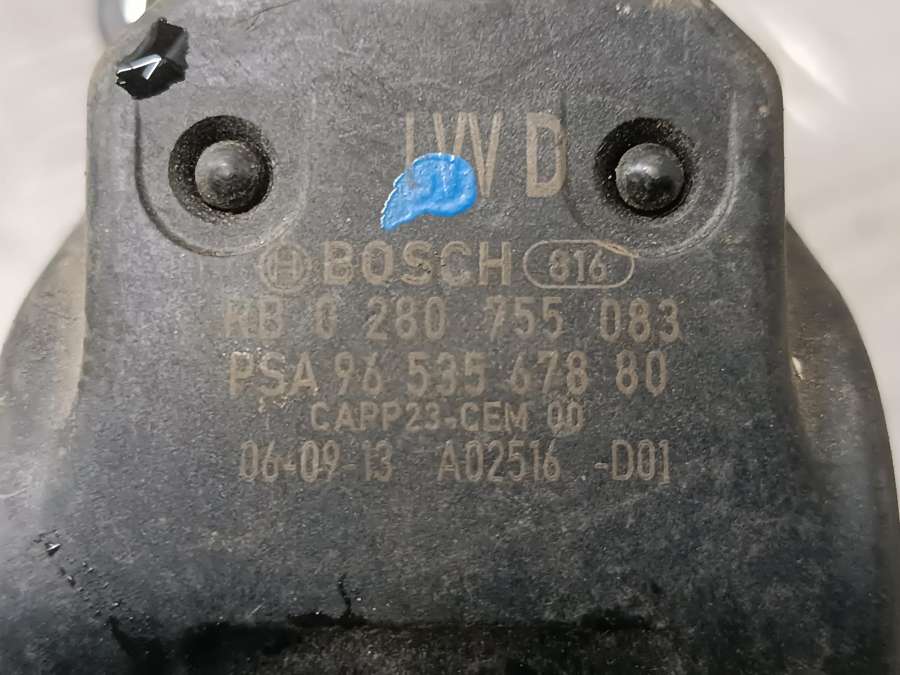 D
BOSCH 816
RB 0 280 755 083
PSA 96 535 678 80
CAPP23-CEM 00
06-09-13 A02516 -D01